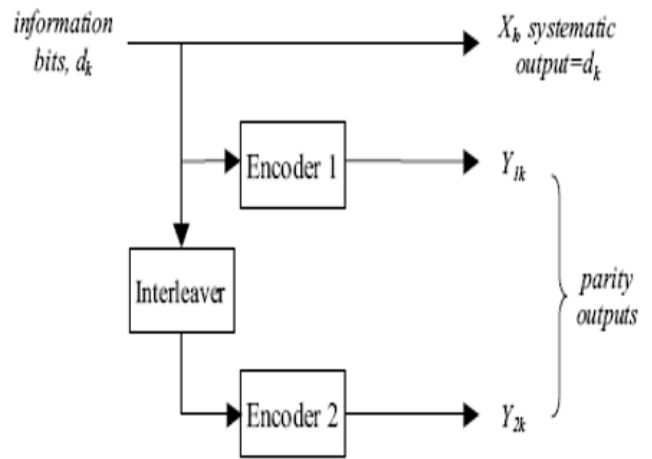 information
bits, dk
Xk, systematic
output=dk
Encoder 1
Y1k
Interleaver
parity
outputs
Encoder 2
Y2k